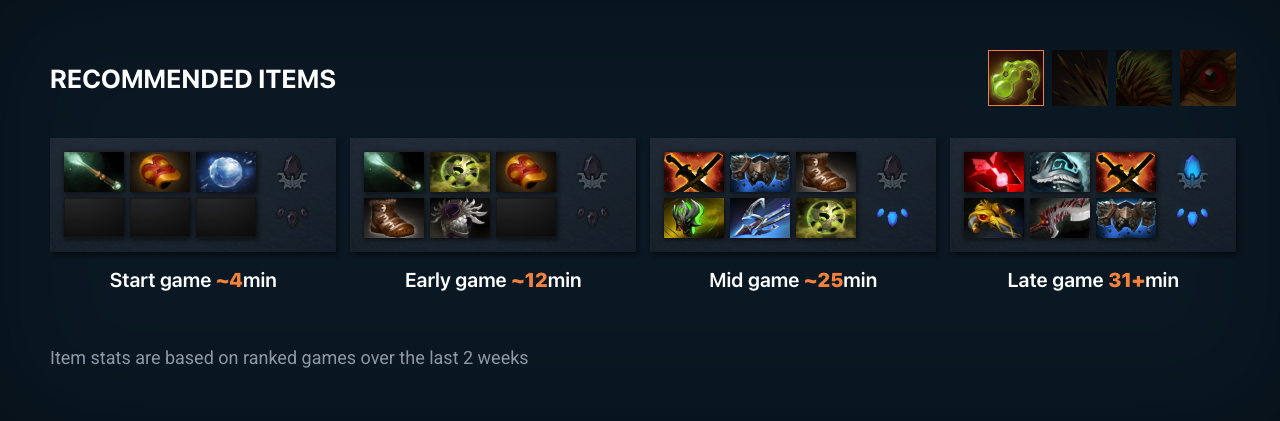 RECOMMENDED ITEMS
Start game ~4min
Early game ~12min
Mid game ~25min
Late game 31+min
Item stats are based on ranked games over the last 2 weeks